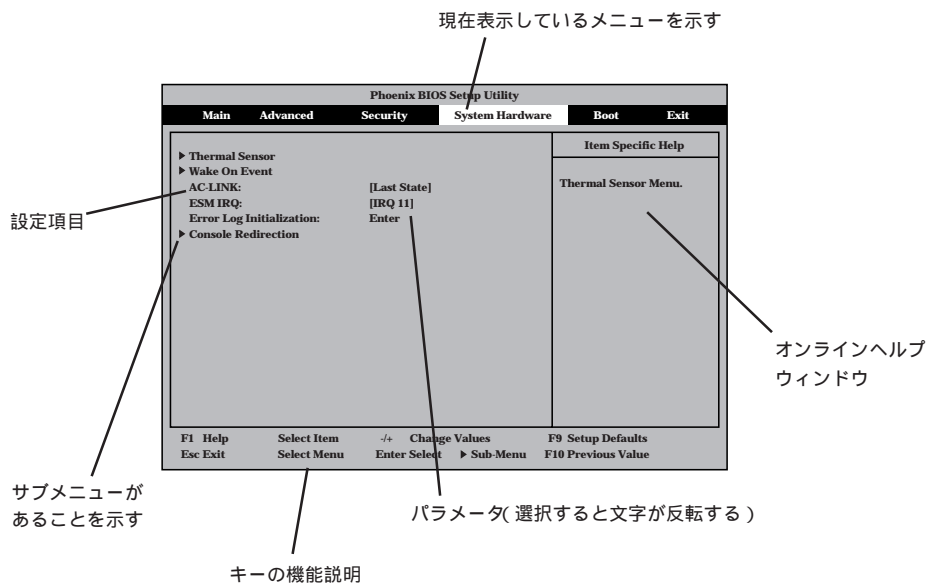 現在表示しているメニューを示す
Phoenix BIOS Setup Utility
Main Advanced Security System Hardware Boot Exit
Item Specific Help
▶ Thermal Sensor
▶ Wake On Event
AC-LINK: [Last State]
ESM IRQ: [IRQ 11]
Error Log Initialization: Enter
▶ Console Redirection
Thermal Sensor Menu.
設定項目
オンラインヘルプ
ウィンドウ
F1 Help Select Item -/+ Change Values F9 Setup Defaults
Esc Exit Select Menu Enter Select ▶ Sub-Menu F10 Previous Value
サブメニューが
あることを示す
パラメータ(選択すると文字が反転する)
キーの機能説明